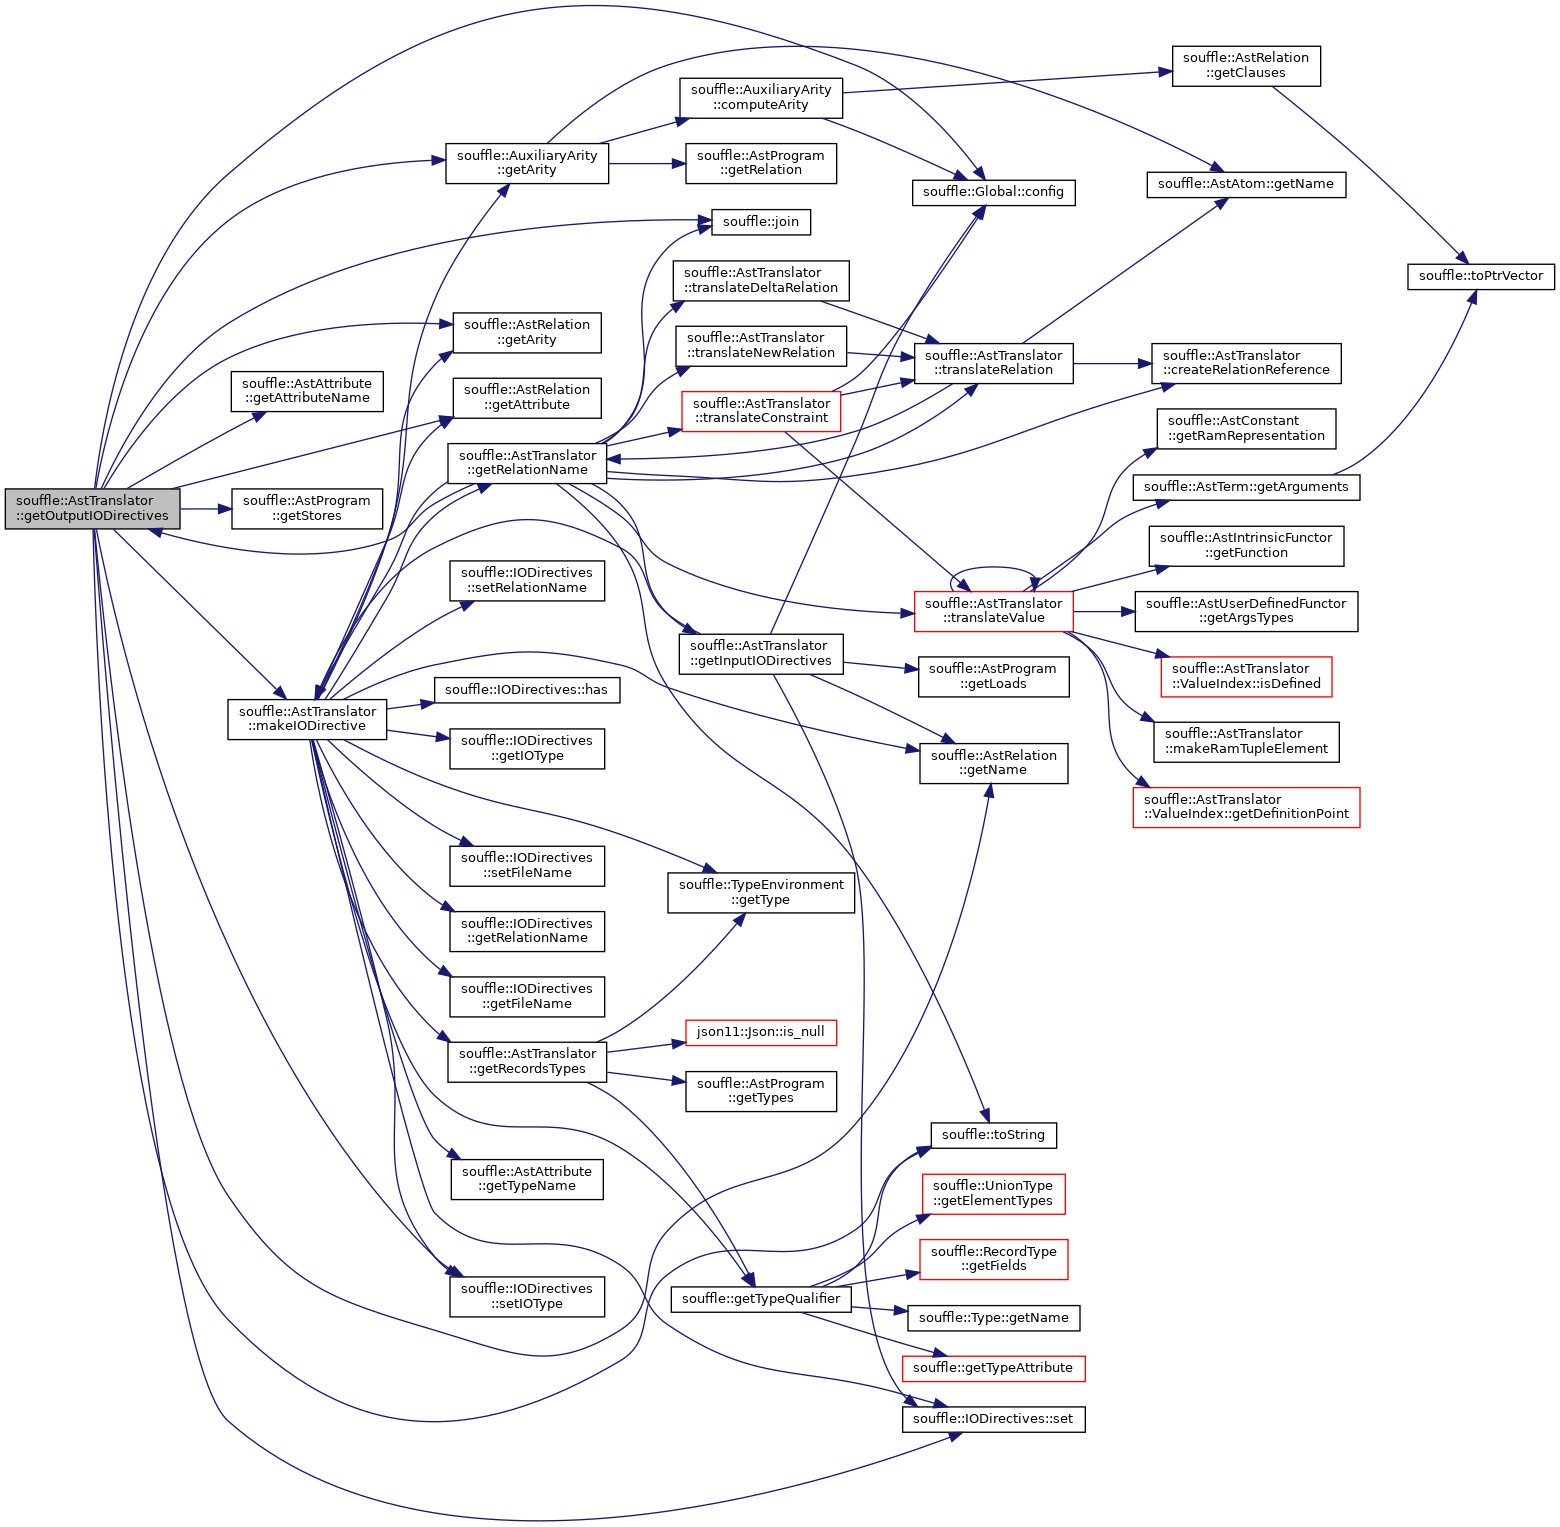 souffle::AstTranslator
::getOutputIODirectives
souffle::AstAttribute
::getAttributeName
souffle::AstProgram
::getStores
souffle::AstTranslator
::makeIODirective
souffle::AuxiliaryArity
::getArity
souffle::AstRelation
::getArity
souffle::AstRelation
::getAttribute
souffle::AstTranslator
::getRelationName
souffle::IODirectives
::setRelationName
souffle::IODirectives::has
souffle::IODirectives
::getIOType
souffle::IODirectives
::setFileName
souffle::IODirectives
::getRelationName
souffle::IODirectives
::getFileName
souffle::AstTranslator
::getRecordsTypes
souffle::AstAttribute
::getTypeName
souffle::IODirectives
::setIOType
souffle::AuxiliaryArity
::computeArity
souffle::AstProgram
::getRelation
souffle::join
souffle::AstTranslator
::translateDeltaRelation
souffle::AstTranslator
::translateNewRelation
souffle::AstTranslator
::translateConstraint
souffle::AstTranslator
::getInputIODirectives
souffle::TypeEnvironment
::getType
json11::Json::is_null
souffle::AstProgram
::getTypes
souffle::getTypeQualifier
souffle::Global::config
souffle::AstTranslator
::translateRelation
souffle::AstTranslator
::translateValue
souffle::AstProgram
::getLoads
souffle::AstRelation
::getName
souffle::toString
souffle::UnionType
::getElementTypes
souffle::RecordType
::getFields
souffle::Type::getName
souffle::getTypeAttribute
souffle::IODirectives::set
souffle::AstRelation
::getClauses
souffle::AstAtom::getName
souffle::AstTranslator
::createRelationReference
souffle::AstConstant
::getRamRepresentation
souffle::AstTerm::getArguments
souffle::AstIntrinsicFunctor
::getFunction
souffle::AstUserDefinedFunctor
::getArgsTypes
souffle::AstTranslator
::ValueIndex::isDefined
souffle::AstTranslator
::makeRamTupleElement
souffle::AstTranslator
::ValueIndex::getDefinitionPoint
souffle::toPtrVector